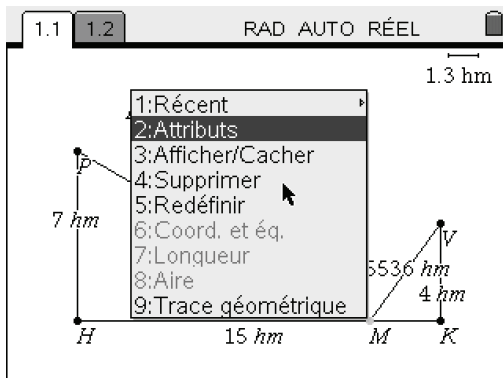 1.1 1.2 RAD AUTO RÉEL
1.3 hm
1:Récent
2:Attributs
3:Afficher/Cacher
4:Supprimer
5:Redéfinir
6:Coord. et éq.
7:Longueur
8:Aire
9:Trace géométrique
P
7 hm
V
5536 hm
4 hm
H 15 hm M K